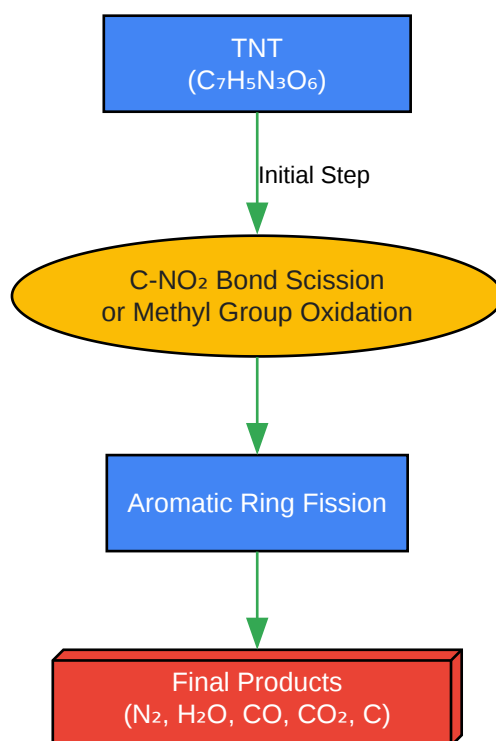 TNT
(C₇H₅N₃O₆)
Initial Step
C-NO₂ Bond Scission
or Methyl Group Oxidation
Aromatic Ring Fission
Final Products
(N₂, H₂O, CO, CO₂, C)